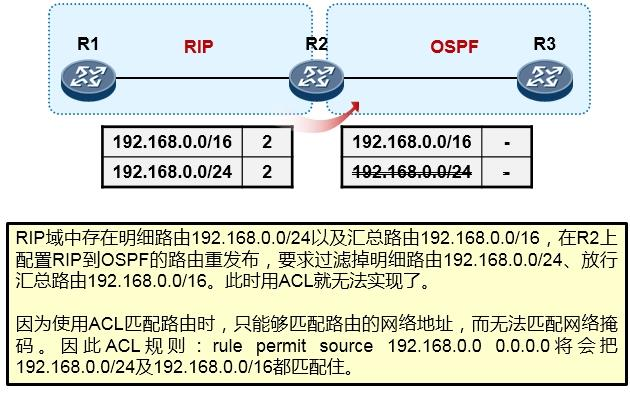 R1 RIP R2 OSPF R3
192.168.0.0/16 2 192.168.0.0/16 -
192.168.0.0/24 2 192.168.0.0/24 -
RIP域中存在明细路由192.168.0.0/24以及汇总路由192.168.0.0/16，在R2上
配置RIP到OSPF的路由重发布，要求过滤掉明细路由192.168.0.0/24、放行
汇总路由192.168.0.0/16。此时用ACL就无法实现了。
因为使用ACL匹配路由时，只能够匹配路由的网络地址，而无法匹配网络掩
码。因此ACL规则：rule permit source 192.168.0.0 0.0.0.0将会把
192.168.0.0/24及192.168.0.0/16都匹配住。